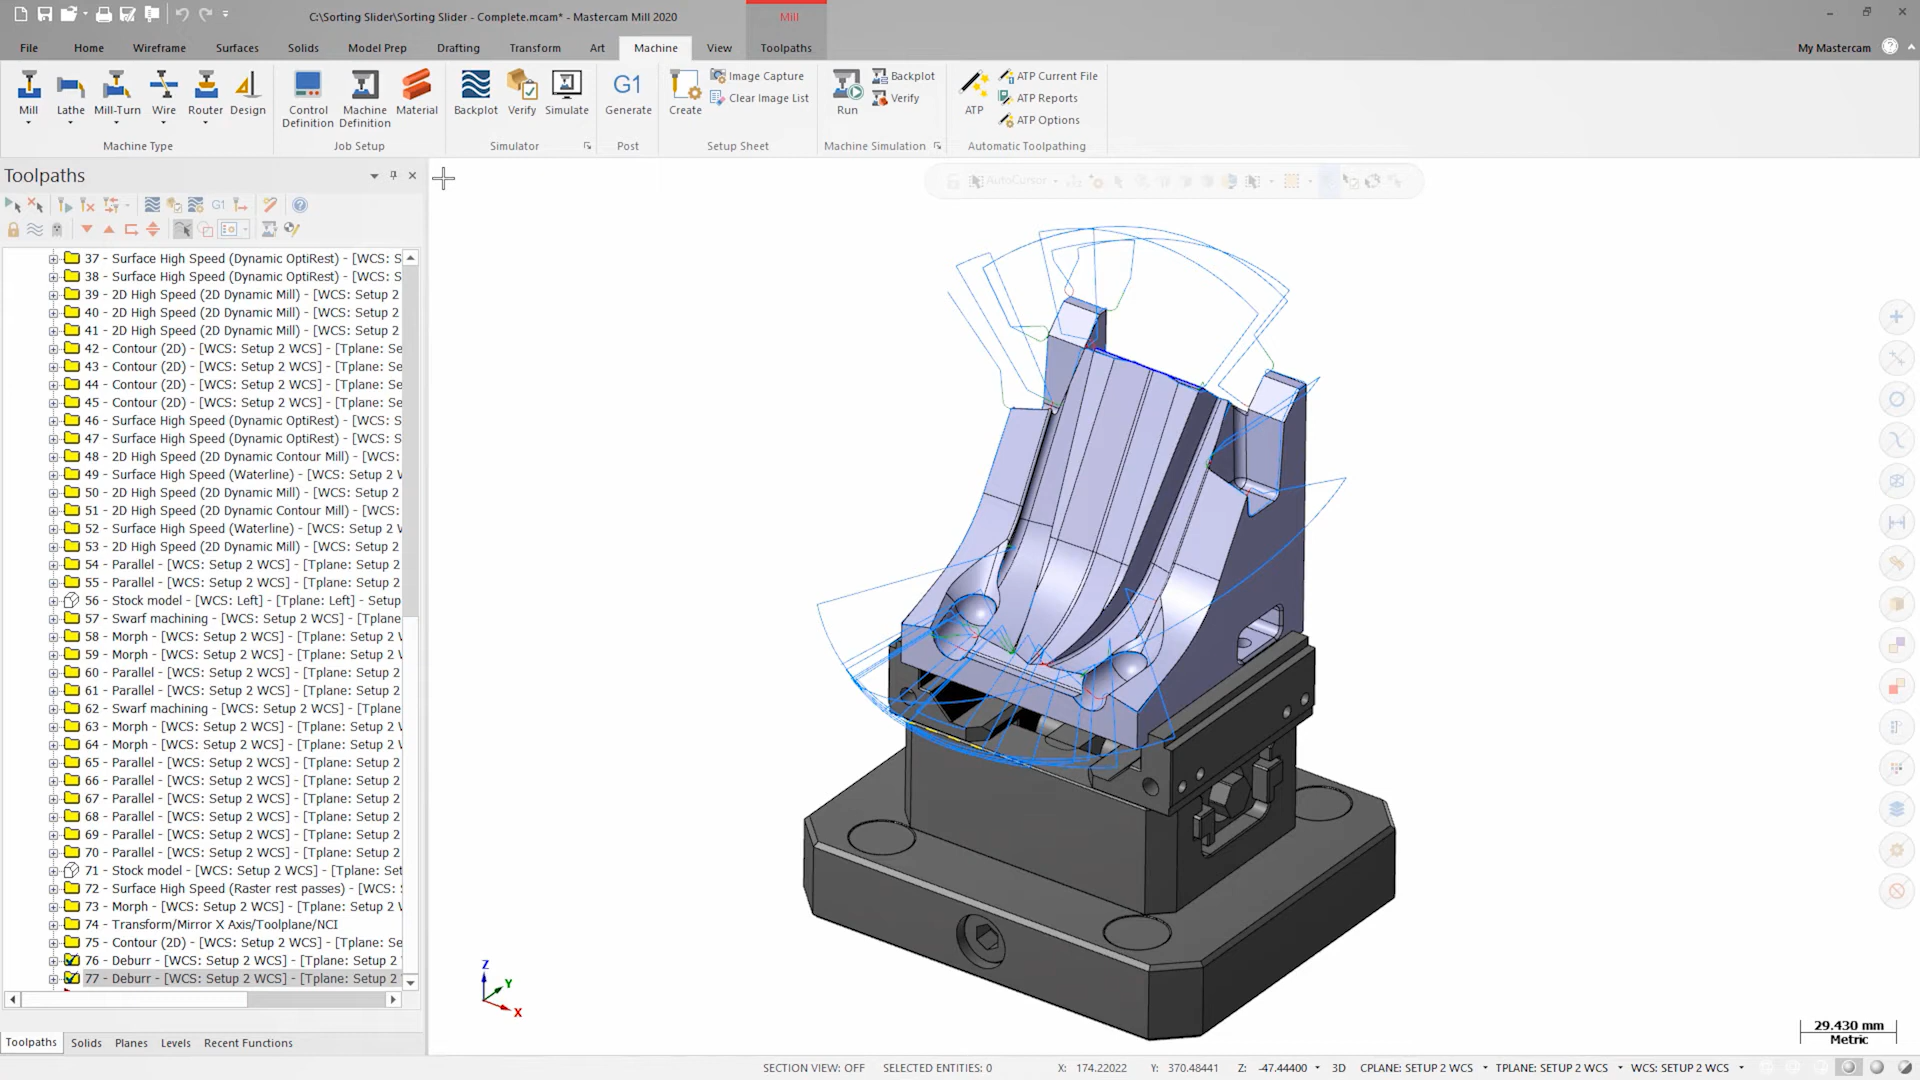 C:\Sorting Slider\Sorting Slider - Complete.mcam* - Mastercam Mill 2020
Mill
File Home Wireframe Surfaces Solids Model Prep Drafting Transform Art Machine View Toolpaths My Mastercam
Mill Lathe Mill-Turn Wire Router Design
Machine Type
Control Definition Machine Definition Material
Job Setup
Backplot Verify Simulate
Simulator
G1
Generate
Post
Create Image Capture
Clear Image List
Setup Sheet
Run Backplot
Verify
Machine Simulation
ATP ATP Current File
ATP Reports
ATP Options
Automatic Toolpathing
Toolpaths
G1
AutoCursor
37 - Surface High Speed (Dynamic OptiRest) - [WCS: S
38 - Surface High Speed (Dynamic OptiRest) - [WCS: S
39 - 2D High Speed (2D Dynamic Mill) - [WCS: Setup 2
40 - 2D High Speed (2D Dynamic Mill) - [WCS: Setup 2
41 - 2D High Speed (2D Dynamic Mill) - [WCS: Setup 2
42 - Contour (2D) - [WCS: Setup 2 WCS] - [Tplane: Se
43 - Contour (2D) - [WCS: Setup 2 WCS] - [Tplane: Se
44 - Contour (2D) - [WCS: Setup 2 WCS] - [Tplane: Se
45 - Contour (2D) - [WCS: Setup 2 WCS] - [Tplane: Se
46 - Surface High Speed (Dynamic OptiRest) - [WCS: S
47 - Surface High Speed (Dynamic OptiRest) - [WCS: S
48 - 2D High Speed (2D Dynamic Contour Mill) - [WCS:
49 - Surface High Speed (Waterline) - [WCS: Setup 2 W
50 - 2D High Speed (2D Dynamic Mill) - [WCS: Setup 2
51 - 2D High Speed (2D Dynamic Contour Mill) - [WCS:
52 - Surface High Speed (Waterline) - [WCS: Setup 2 W
53 - 2D High Speed (2D Dynamic Mill) - [WCS: Setup 2
54 - Parallel - [WCS: Setup 2 WCS] - [Tplane: Setup 2
55 - Parallel - [WCS: Setup 2 WCS] - [Tplane: Setup 2
56 - Stock model - [WCS: Left] - [Tplane: Left] - Setup
57 - Swarf machining - [WCS: Setup 2 WCS] - [Tplane
58 - Morph - [WCS: Setup 2 WCS] - [Tplane: Setup 2 W
59 - Morph - [WCS: Setup 2 WCS] - [Tplane: Setup 2 W
60 - Parallel - [WCS: Setup 2 WCS] - [Tplane: Setup 2
61 - Parallel - [WCS: Setup 2 WCS] - [Tplane: Setup 2
62 - Swarf machining - [WCS: Setup 2 WCS] - [Tplane
63 - Morph - [WCS: Setup 2 WCS] - [Tplane: Setup 2 W
64 - Morph - [WCS: Setup 2 WCS] - [Tplane: Setup 2 W
65 - Parallel - [WCS: Setup 2 WCS] - [Tplane: Setup 2
66 - Parallel - [WCS: Setup 2 WCS] - [Tplane: Setup 2
67 - Parallel - [WCS: Setup 2 WCS] - [Tplane: Setup 2
68 - Parallel - [WCS: Setup 2 WCS] - [Tplane: Setup 2
69 - Parallel - [WCS: Setup 2 WCS] - [Tplane: Setup 2
70 - Parallel - [WCS: Setup 2 WCS] - [Tplane: Setup 2
71 - Stock model - [WCS: Setup 2 WCS] - [Tplane: Set
72 - Surface High Speed (Raster rest passes) - [WCS:
73 - Morph - [WCS: Setup 2 WCS] - [Tplane: Setup 2 W
74 - Transform/Mirror X Axis/Toolplane/NCI
75 - Contour (2D) - [WCS: Setup 2 WCS] - [Tplane: Se
76 - Deburr - [WCS: Setup 2 WCS] - [Tplane: Setup 2
77 - Deburr - [WCS: Setup 2 WCS] - [Tplane: Setup 2
Z
Y
X
Toolpaths Solids Planes Levels Recent Functions
29.430 mm
Metric
SECTION VIEW: OFF SELECTED ENTITIES: 0 X: 174.22022 Y: 370.48441 Z: -47.44400 3D CPLANE: SETUP 2 WCS TPLANE: SETUP 2 WCS WCS: SETUP 2 WCS